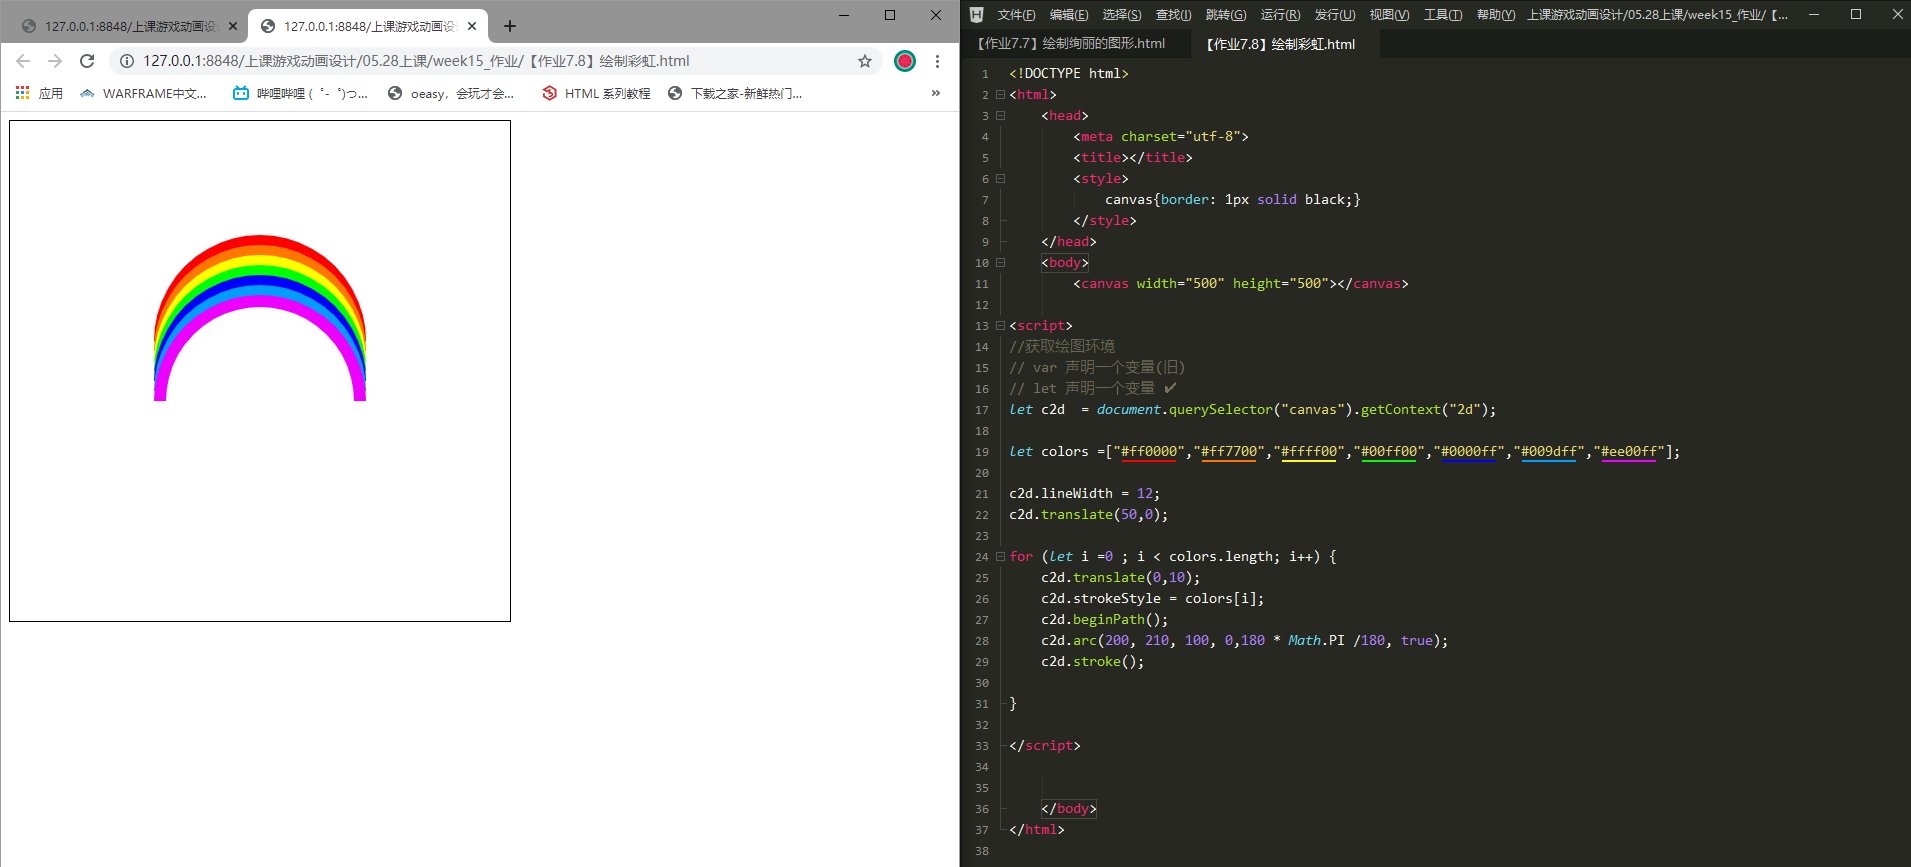 127.0.0.1:8848/上课游戏动画设
127.0.0.1:8848/上课游戏动画设
127.0.0.1:8848/上课游戏动画设计/05.28上课/week15_作业/【作业7.8】绘制彩虹.html
应用
WARFRAME中文...
哔哩哔哩 ( ゜- ゜)つ...
oeasy，会玩才会...
HTML 系列教程
下载之家-新鲜热门...
»
文件(F) 编辑(E) 选择(S) 查找(I) 跳转(G) 运行(R) 发行(U) 视图(V) 工具(T) 帮助(Y) 上课游戏动画设计/05.28上课/week15_作业/【...
【作业7.7】绘制绚丽的图形.html
【作业7.8】绘制彩虹.html
1 <!DOCTYPE html>
2 <html>
3 <head>
4 <meta charset="utf-8">
5 <title></title>
6 <style>
7 canvas{border: 1px solid black;}
8 </style>
9 </head>
10 <body>
11 <canvas width="500" height="500"></canvas>
12
13 <script>
14 //获取绘图环境
15 // var 声明一个变量(旧)
16 // let 声明一个变量 ✔
17 let c2d  = document.querySelector("canvas").getContext("2d");
18
19 let colors =["#ff0000","#ff7700","#ffff00","#00ff00","#0000ff","#009dff","#ee00ff"];
20
21 c2d.lineWidth = 12;
22 c2d.translate(50,0);
23
24 for (let i =0 ; i < colors.length; i++) {
25 c2d.translate(0,10);
26 c2d.strokeStyle = colors[i];
27 c2d.beginPath();
28 c2d.arc(200, 210, 100, 0,180 * Math.PI /180, true);
29 c2d.stroke();
30
31 }
32
33 </script>
34
35
36 </body>
37 </html>
38